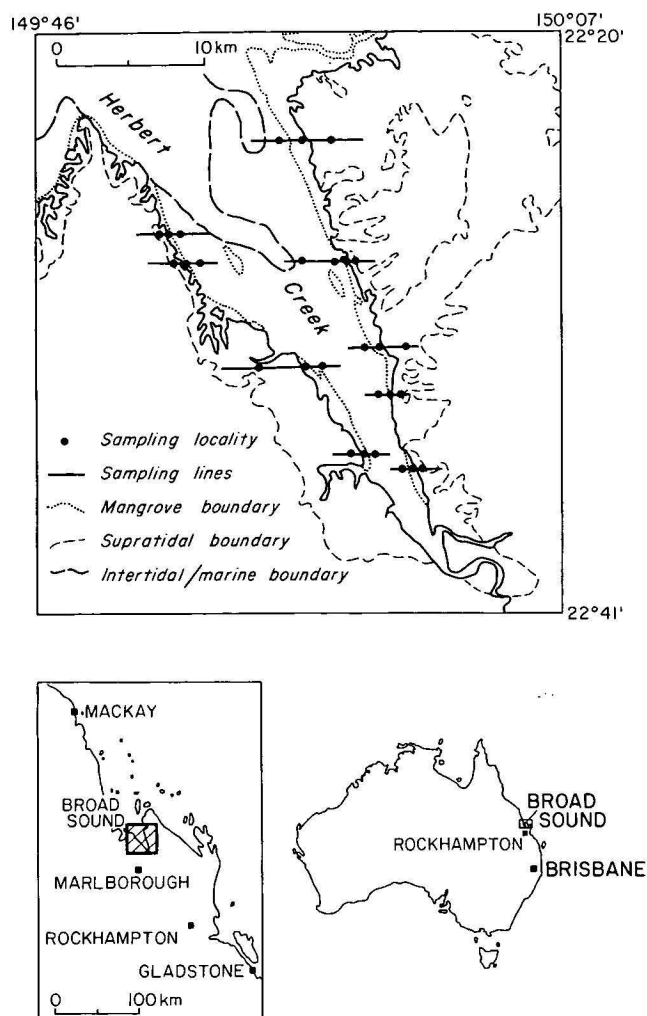 149°46' 150°07'
22°20'
0 10 km
Herbert
Creek
Sampling locality
Sampling lines
Mangrove boundary
Supratidal boundary
Intertidal/marine boundary
22°41'
MACKAY
BROAD
SOUND
MARLBOROUGH
ROCKHAMPTON
GLADSTONE
0 100 km
BROAD
SOUND
ROCKHAMPTON
BRISBANE